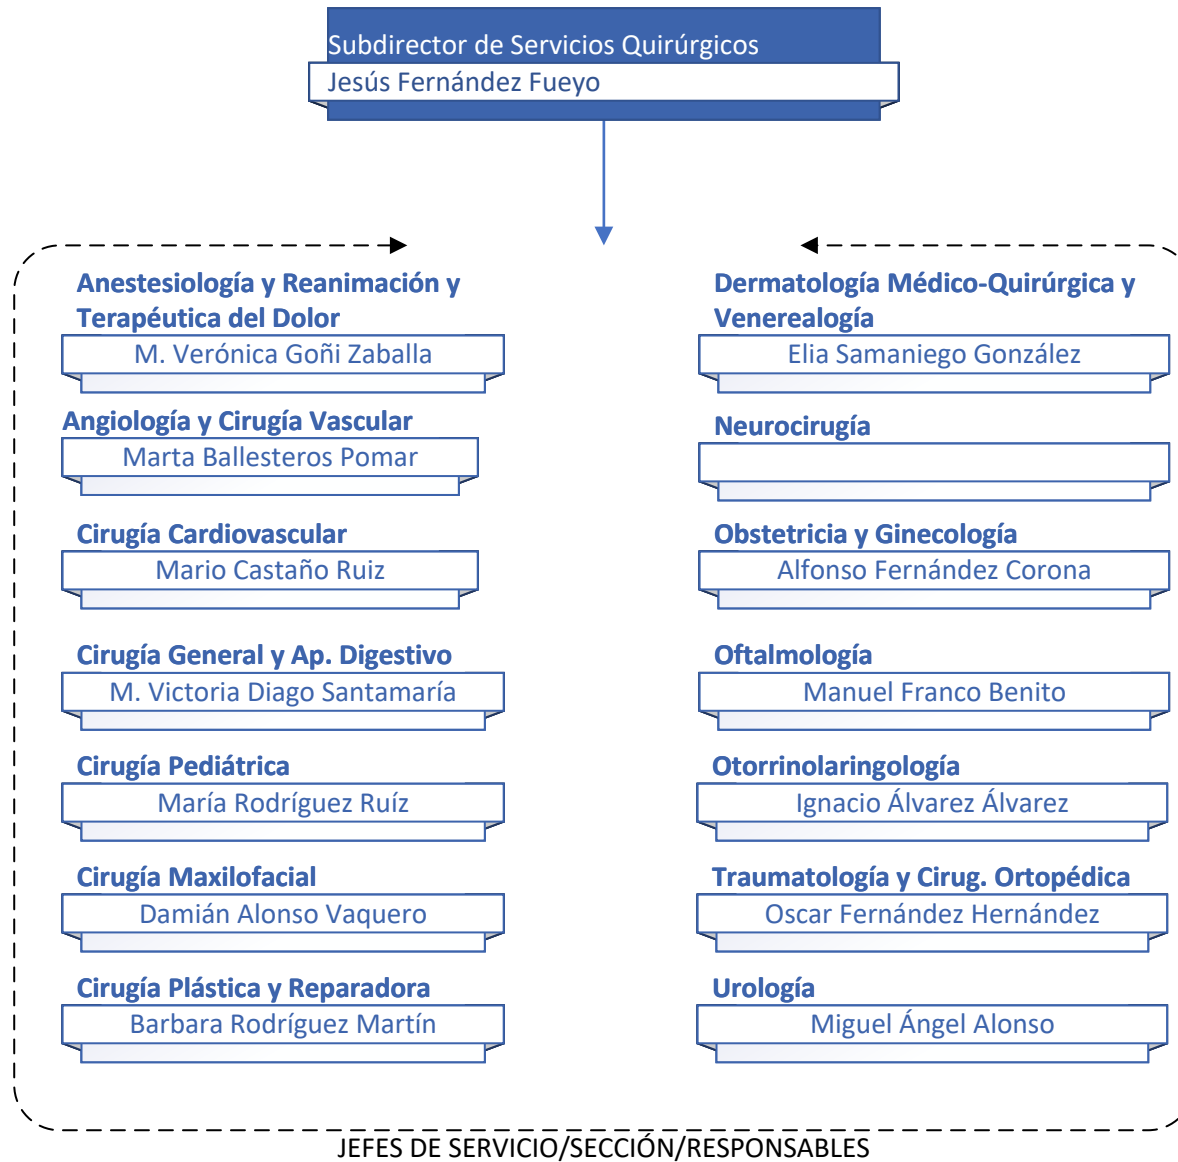 Subdirector de Servicios Quirúrgicos
Jesús Fernández Fueyo
Anestesiología y Reanimación y
Terapéutica del Dolor
M. Verónica Goñi Zaballa
Angiología y Cirugía Vascular
Marta Ballesteros Pomar
Cirugía Cardiovascular
Mario Castaño Ruiz
Cirugía General y Ap. Digestivo
M. Victoria Diago Santamaría
Cirugía Pediátrica
María Rodríguez Ruíz
Cirugía Maxilofacial
Damián Alonso Vaquero
Cirugía Plástica y Reparadora
Barbara Rodríguez Martín
Dermatología Médico-Quirúrgica y
Venerealogía
Elia Samaniego González
Neurocirugía
Obstetricia y Ginecología
Alfonso Fernández Corona
Oftalmología
Manuel Franco Benito
Otorrinolaringología
Ignacio Álvarez Álvarez
Traumatología y Cirug. Ortopédica
Oscar Fernández Hernández
Urología
Miguel Ángel Alonso
JEFES DE SERVICIO/SECCIÓN/RESPONSABLES